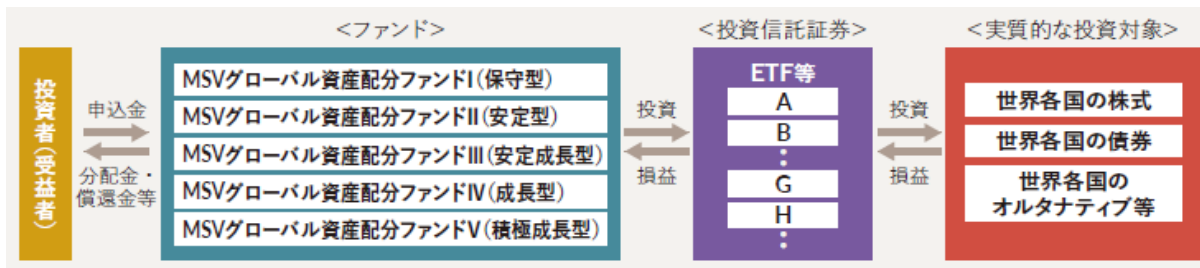 <ファンド>
<投資信託証券>
<実質的な投資対象>
投資者(受益者)
申込金
分配金・
償還金等
MSVグローバル資産配分ファンドI(保守型)
MSVグローバル資産配分ファンドII(安定型)
MSVグローバル資産配分ファンドIII(安定成長型)
MSVグローバル資産配分ファンドIV(成長型)
MSVグローバル資産配分ファンドV(積極成長型)
投資
損益
ETF等
A
B
⋮
G
H
⋮
投資
損益
世界各国の株式
世界各国の債券
世界各国の
オルタナティブ等